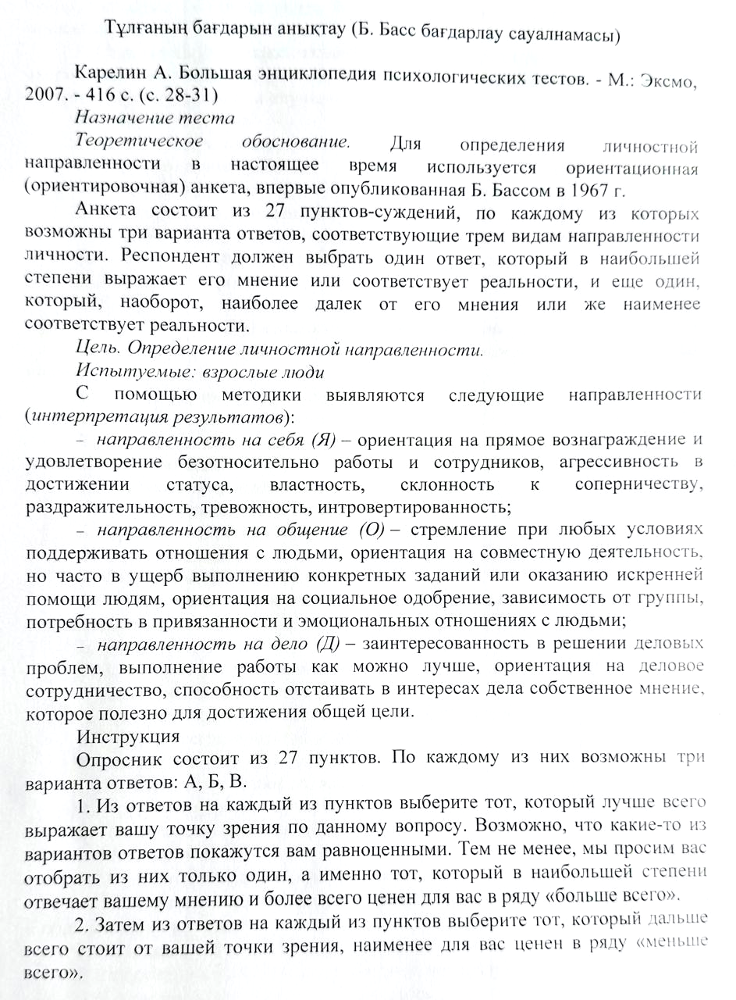 Тұлғаның бағдарын анықтау (Б. Басс бағдарлау сауалнамасы)
Карелин А. Большая энциклопедия психологических тестов. - М.: Эксмо,
2007. - 416 с. (с. 28-31)
Назначение теста
Теоретическое обоснование. Для определения личностной
направленности в настоящее время используется ориентационная
(ориентировочная) анкета, впервые опубликованная Б. Бассом в 1967 г.
Анкета состоит из 27 пунктов-суждений, по каждому из которых
возможны три варианта ответов, соответствующие трем видам направленности
личности. Респондент должен выбрать один ответ, который в наибольшей
степени выражает его мнение или соответствует реальности, и еще один,
который, наоборот, наиболее далек от его мнения или же наименее
соответствует реальности.
Цель. Определение личностной направленности.
Испытуемые: взрослые люди
С помощью методики выявляются следующие направленности
(интерпретация результатов):
– направленность на себя (Я) – ориентация на прямое вознаграждение и
удовлетворение безотносительно работы и сотрудников, агрессивность в
достижении статуса, властность, склонность к соперничеству,
раздражительность, тревожность, интровертированность;
– направленность на общение (О) – стремление при любых условиях
поддерживать отношения с людьми, ориентация на совместную деятельность,
но часто в ущерб выполнению конкретных заданий или оказанию искренней
помощи людям, ориентация на социальное одобрение, зависимость от группы,
потребность в привязанности и эмоциональных отношениях с людьми;
– направленность на дело (Д) – заинтересованность в решении деловых
проблем, выполнение работы как можно лучше, ориентация на деловое
сотрудничество, способность отстаивать в интересах дела собственное мнение,
которое полезно для достижения общей цели.
Инструкция
Опросник состоит из 27 пунктов. По каждому из них возможны три
варианта ответов: А, Б, В.
1. Из ответов на каждый из пунктов выберите тот, который лучше всего
выражает вашу точку зрения по данному вопросу. Возможно, что какие-то из
вариантов ответов покажутся вам равноценными. Тем не менее, мы просим вас
отобрать из них только один, а именно тот, который в наибольшей степени
отвечает вашему мнению и более всего ценен для вас в ряду «больше всего».
2. Затем из ответов на каждый из пунктов выберите тот, который дальше
всего стоит от вашей точки зрения, наименее для вас ценен в ряду «меньше
всего».